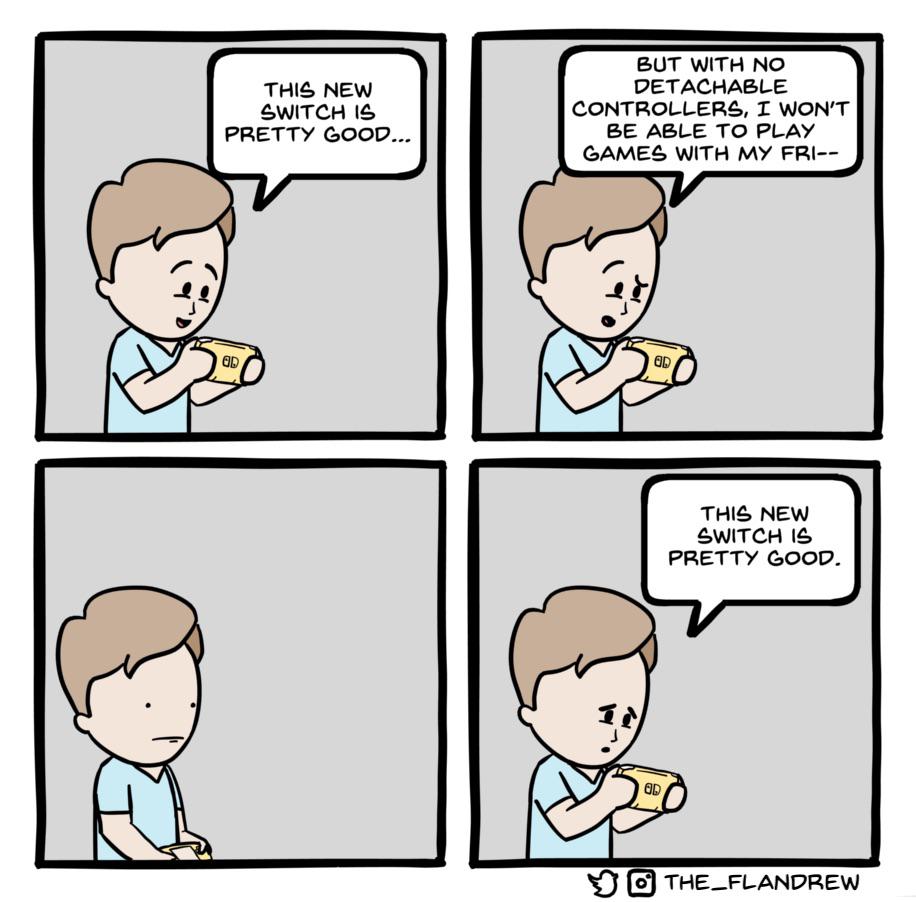 THIS NEW
SWITCH IS
PRETTY GOOD...
BUT WITH NO
DETACHABLE
CONTROLLERS, I WON'T
BE ABLE TO PLAY
GAMES WITH MY FRI--
THIS NEW
SWITCH IS
PRETTY GOOD.
THE_FLANDREW